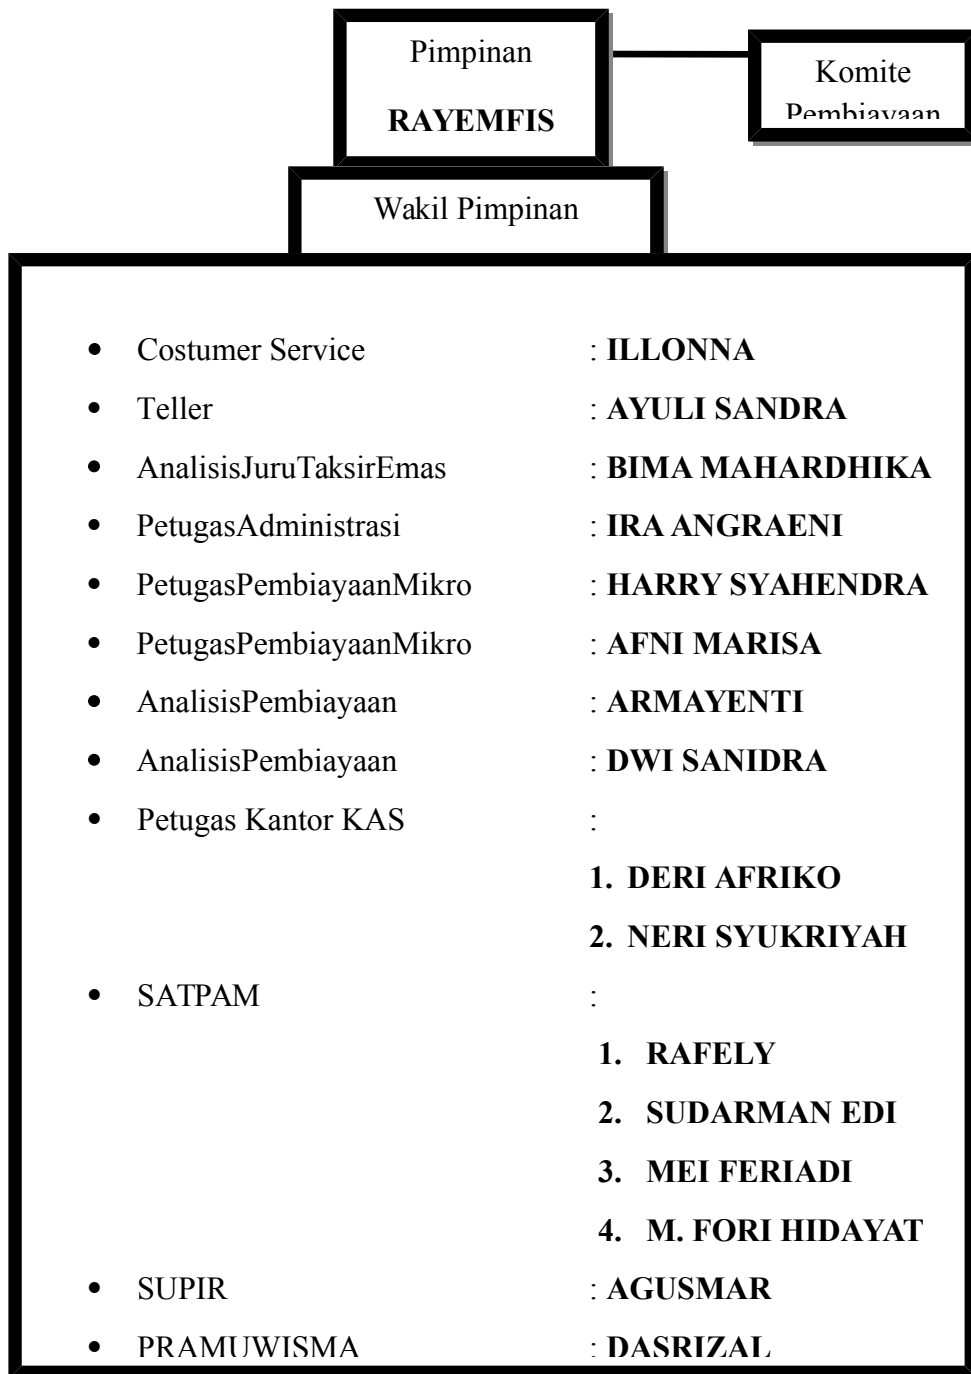 Pimpinan
RAYEMFIS
Komite
Pembiayaan
Wakil Pimpinan
• Costumer Service : ILLONNA
• Teller : AYULI SANDRA
• AnalisisJuruTaksirEmas : BIMA MAHARDHIKA
• PetugasAdministrasi : IRA ANGRAENI
• PetugasPembiayaanMikro : HARRY SYAHENDRA
• PetugasPembiayaanMikro : AFNI MARISA
• AnalisisPembiayaan : ARMAYENTI
• AnalisisPembiayaan : DWI SANIDRA
• Petugas Kantor KAS :
1. DERI AFRIKO
2. NERI SYUKRIYAH
• SATPAM :
1. RAFELY
2. SUDARMAN EDI
3. MEI FERIADI
4. M. FORI HIDAYAT
• SUPIR : AGUSMAR
• PRAMUWISMA : DASRIZAL